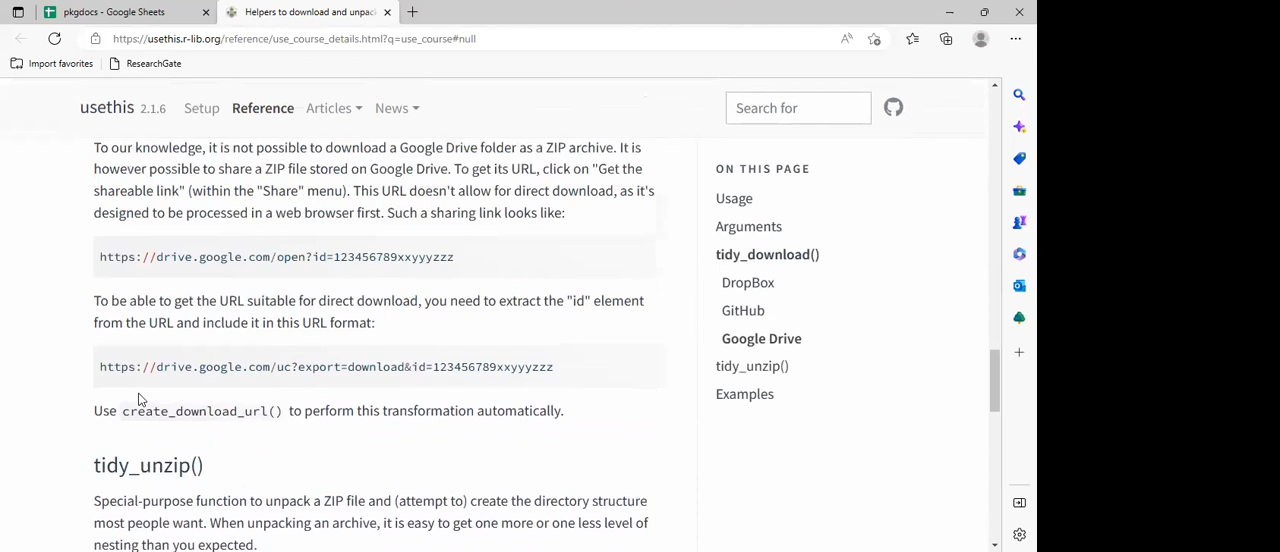 pkgdocs - Google Sheets
Helpers to download and unpac
https://usethis.r-lib.org/reference/use_course_details.html?q=use_course#null
Import favorites
ResearchGate
usethis 2.1.6 Setup Reference Articles News
Search for
To our knowledge, it is not possible to download a Google Drive folder as a ZIP archive. It is
however possible to share a ZIP file stored on Google Drive. To get its URL, click on "Get the
shareable link" (within the "Share" menu). This URL doesn't allow for direct download, as it's
designed to be processed in a web browser first. Such a sharing link looks like:
https://drive.google.com/open?id=123456789xxyyyzzz
To be able to get the URL suitable for direct download, you need to extract the "id" element
from the URL and include it in this URL format:
https://drive.google.com/uc?export=download&id=123456789xxyyyzzz
Use create_download_url() to perform this transformation automatically.
tidy_unzip()
Special-purpose function to unpack a ZIP file and (attempt to) create the directory structure
most people want. When unpacking an archive, it is easy to get one more or one less level of
nesting than you expected.
ON THIS PAGE
Usage
Arguments
tidy_download()
DropBox
GitHub
Google Drive
tidy_unzip()
Examples